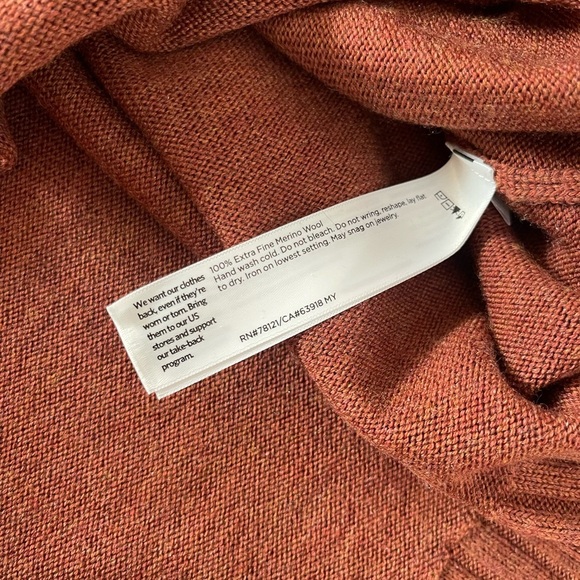 100% Extra Fine Merino Wool
Hand wash cold. Do not bleach. Do not wring, reshape, lay flat
to dry. Iron on lowest setting. May snag on jewelry.
RN#78121/CA#63918 MY
We want our clothes
back, even if they're
worn or torn. Bring
them to our US
stores and support
our take-back
program.